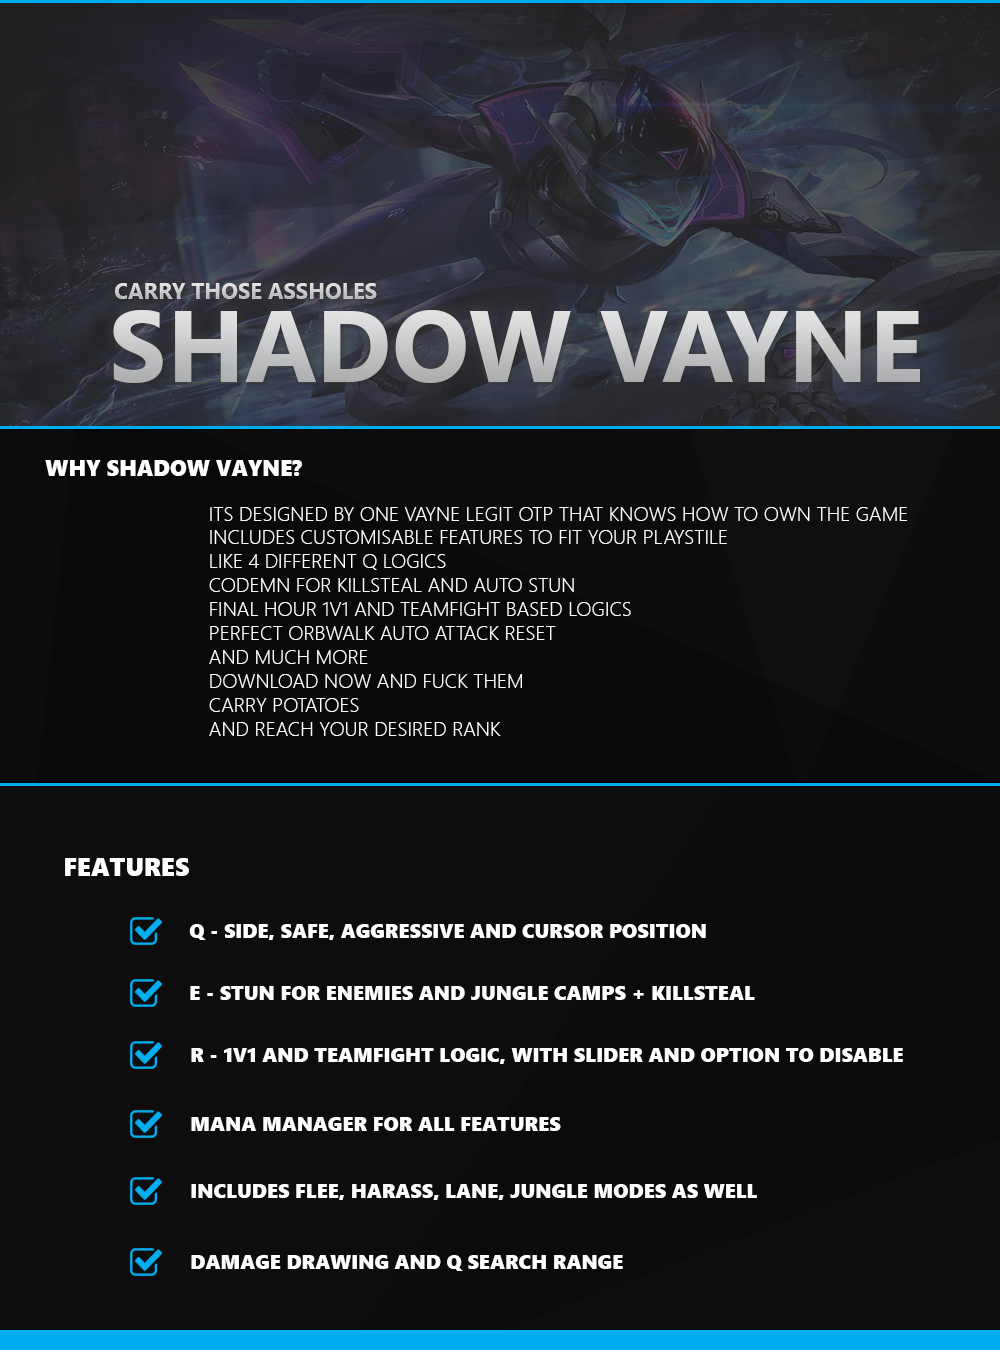 CARRY THOSE ASSHOLES
SHADOW VAYNE
WHY SHADOW VAYNE?
ITS DESIGNED BY ONE VAYNE LEGIT OTP THAT KNOWS HOW TO OWN THE GAME
INCLUDES CUSTOMISABLE FEATURES TO FIT YOUR PLAYSTILE
LIKE 4 DIFFERENT Q LOGICS
CODEMN FOR KILLSTEAL AND AUTO STUN
FINAL HOUR 1V1 AND TEAMFIGHT BASED LOGICS
PERFECT ORBWALK AUTO ATTACK RESET
AND MUCH MORE
DOWNLOAD NOW AND FUCK THEM
CARRY POTATOES
AND REACH YOUR DESIRED RANK
FEATURES
Q - SIDE, SAFE, AGGRESSIVE AND CURSOR POSITION
E - STUN FOR ENEMIES AND JUNGLE CAMPS + KILLSTEAL
R - 1V1 AND TEAMFIGHT LOGIC, WITH SLIDER AND OPTION TO DISABLE
MANA MANAGER FOR ALL FEATURES
INCLUDES FLEE, HARASS, LANE, JUNGLE MODES AS WELL
DAMAGE DRAWING AND Q SEARCH RANGE